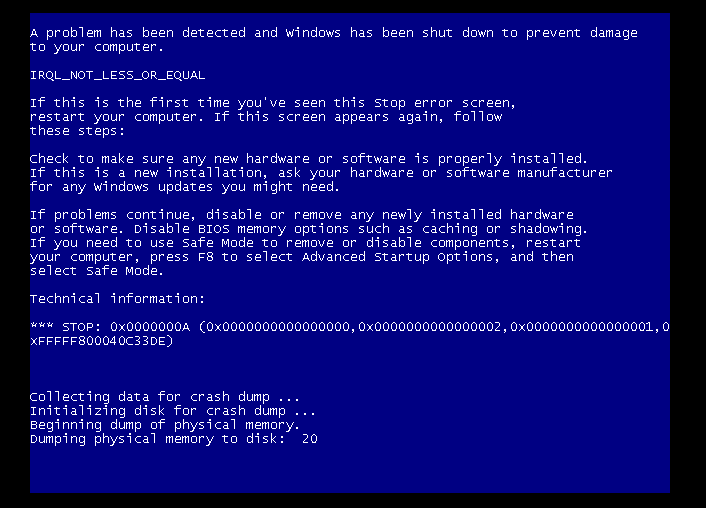 A problem has been detected and Windows has been shut down to prevent damage
to your computer.
IRQL_NOT_LESS_OR_EQUAL
If this is the first time you've seen this Stop error screen,
restart your computer. If this screen appears again, follow
these steps:
Check to make sure any new hardware or software is properly installed.
If this is a new installation, ask your hardware or software manufacturer
for any Windows updates you might need.
If problems continue, disable or remove any newly installed hardware
or software. Disable BIOS memory options such as caching or shadowing.
If you need to use Safe Mode to remove or disable components, restart
your computer, press F8 to select Advanced Startup Options, and then
select Safe Mode.
Technical information:
*** STOP: 0x0000000A (0x0000000000000000,0x0000000000000002,0x0000000000000001,0
xFFFFF800040C33DE)
Collecting data for crash dump ...
Initializing disk for crash dump ...
Beginning dump of physical memory.
Dumping physical memory to disk:  20